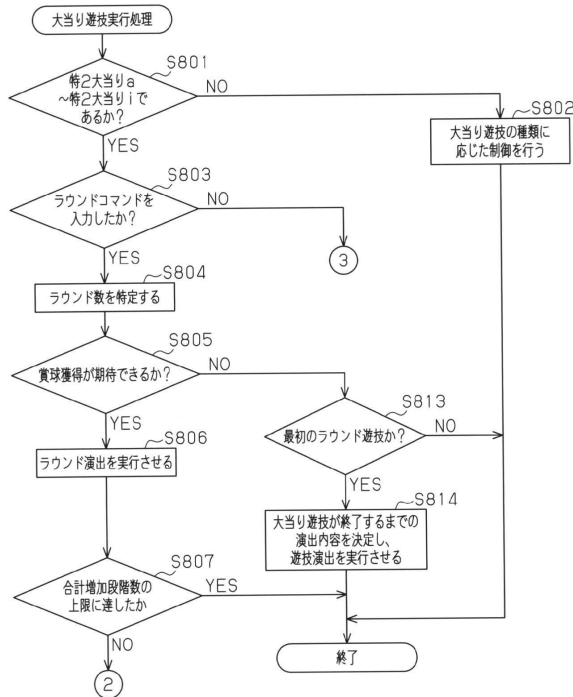 大当り遊技実行処理
S801
特2大当りa
～特2大当りiで
あるか？
NO
YES
S802
大当り遊技の種類に
応じた制御を行う
S803
ラウンドコマンドを
入力したか？
NO
YES
3
S804
ラウンド数を特定する
S805
賞球獲得が期待できるか？
NO
YES
S806
ラウンド演出を実行させる
S813
最初のラウンド遊技か？
NO
YES
S814
大当り遊技が終了するまでの
演出内容を決定し、
遊技演出を実行させる
S807
合計増加段階数の
上限に達したか
YES
NO
2
終了